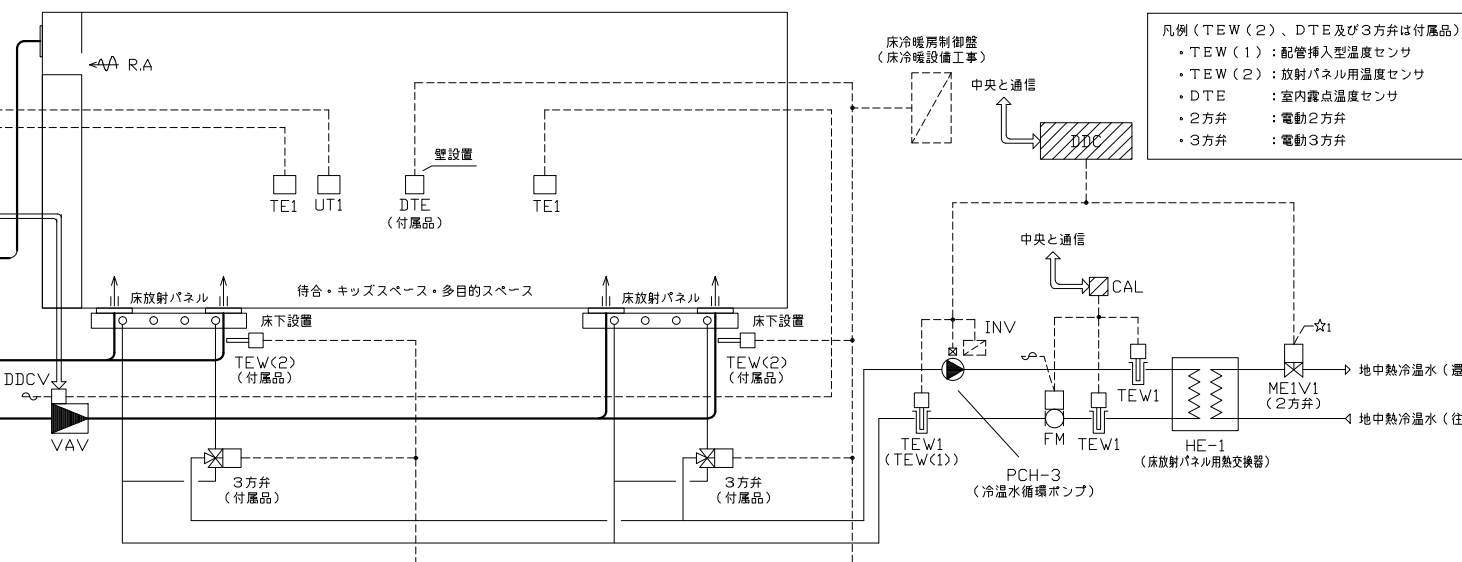 凡例（TEW（2）、DTE及び3方弁は付属品）
・TEW（1）：配管挿入型温度センサ
・TEW（2）：放射パネル用温度センサ
・DTE　　：室内露点温度センサ
・2方弁　　：電動2方弁
・3方弁　　：電動3方弁
R.A
床冷暖房制御盤
（床冷暖設備工事）
中央と通信
DDC
壁設置
TE1
UT1
DTE
（付属品）
TE1
中央と通信
CAL
床放射パネル
待合・キッズスペース・多目的スペース
床放射パネル
床下設置
床下設置
INV
☆1
TEW(2)
（付属品）
TEW(2)
（付属品）
DDCV
VAV
地中熱冷温水（還
ME1V1
（2方弁）
TEW1
地中熱冷温水（往
TEW1
(TEW(1))
FM
TEW1
HE-1
（床放射パネル用熱交換器）
PCH-3
（冷温水循環ポンプ）
3方弁
（付属品）
3方弁
（付属品）